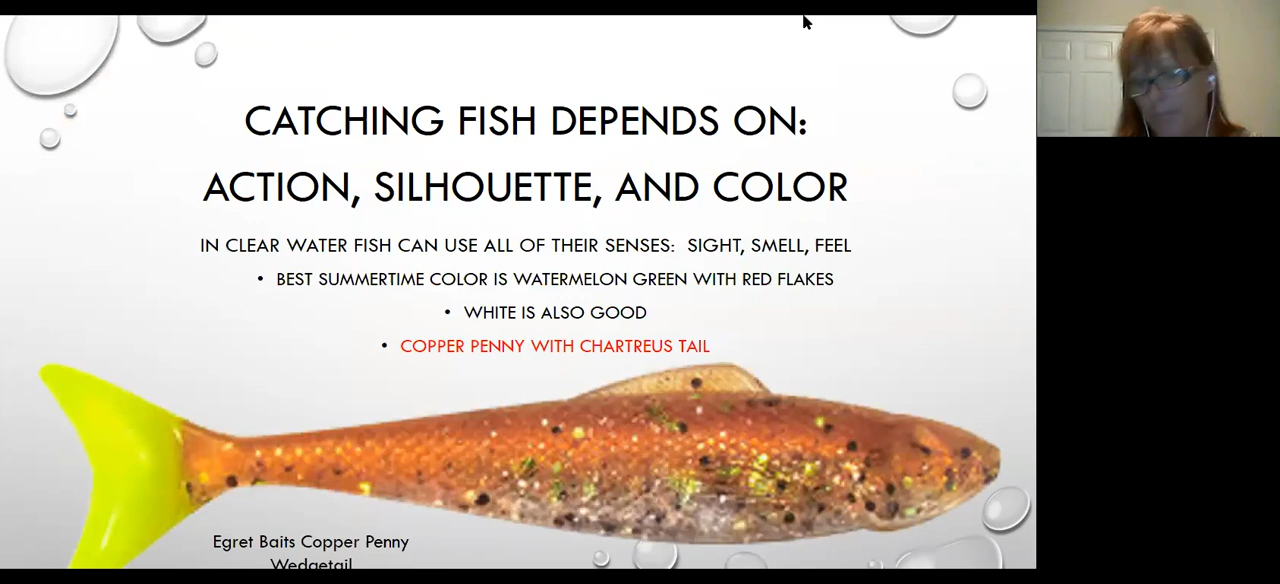 CATCHING FISH DEPENDS ON:
ACTION, SILHOUETTE, AND COLOR
IN CLEAR WATER FISH CAN USE ALL OF THEIR SENSES: SIGHT, SMELL, FEEL
• BEST SUMMERTIME COLOR IS WATERMELON GREEN WITH RED FLAKES
• WHITE IS ALSO GOOD
• COPPER PENNY WITH CHARTREUS TAIL
Egret Baits Copper Penny
Wedgetail